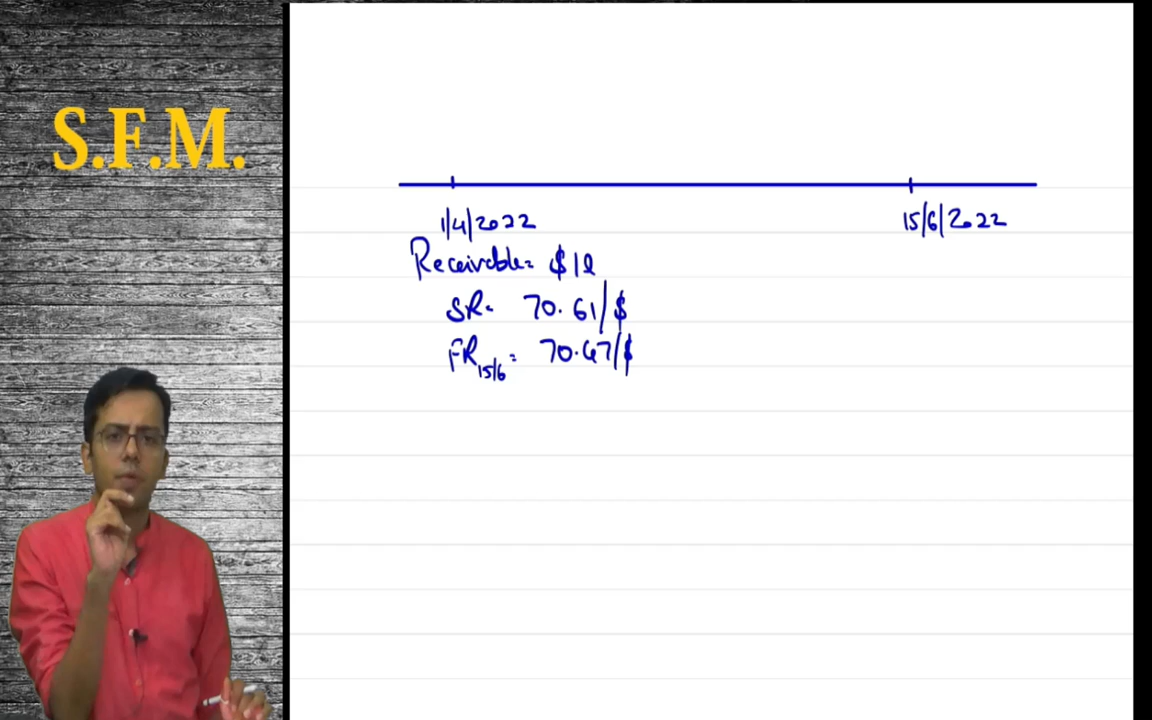 S.F.M.
1/4/2022
15/6/2022
Receivable= $1l
SR= 70.61/$
FR15/6 = 70.67/$